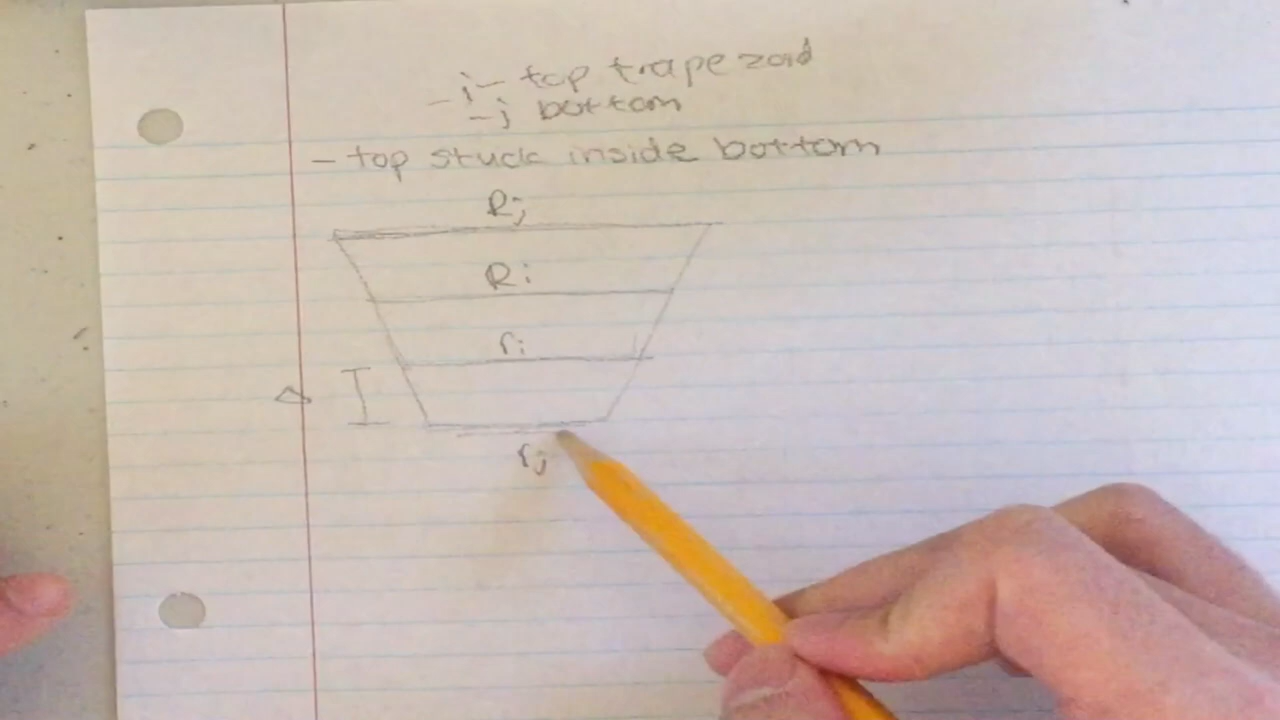 -i- top trapezoid
-j bottom
- top stuck inside bottom
Rj
Ri
ri
Δ
rj